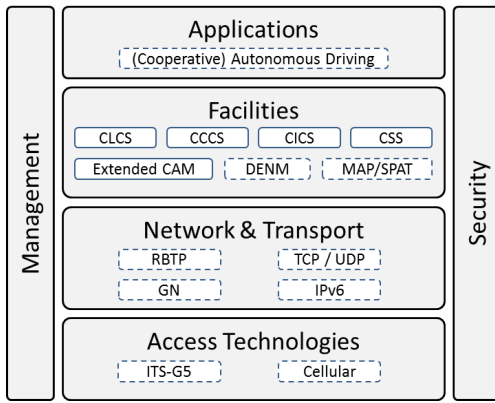 Management
Applications
(Cooperative) Autonomous Driving
Facilities
CLCS CCCS CICS CSS
Extended CAM DENM MAP/SPAT
Network & Transport
RBTP TCP / UDP
GN IPv6
Access Technologies
ITS-G5 Cellular
Security